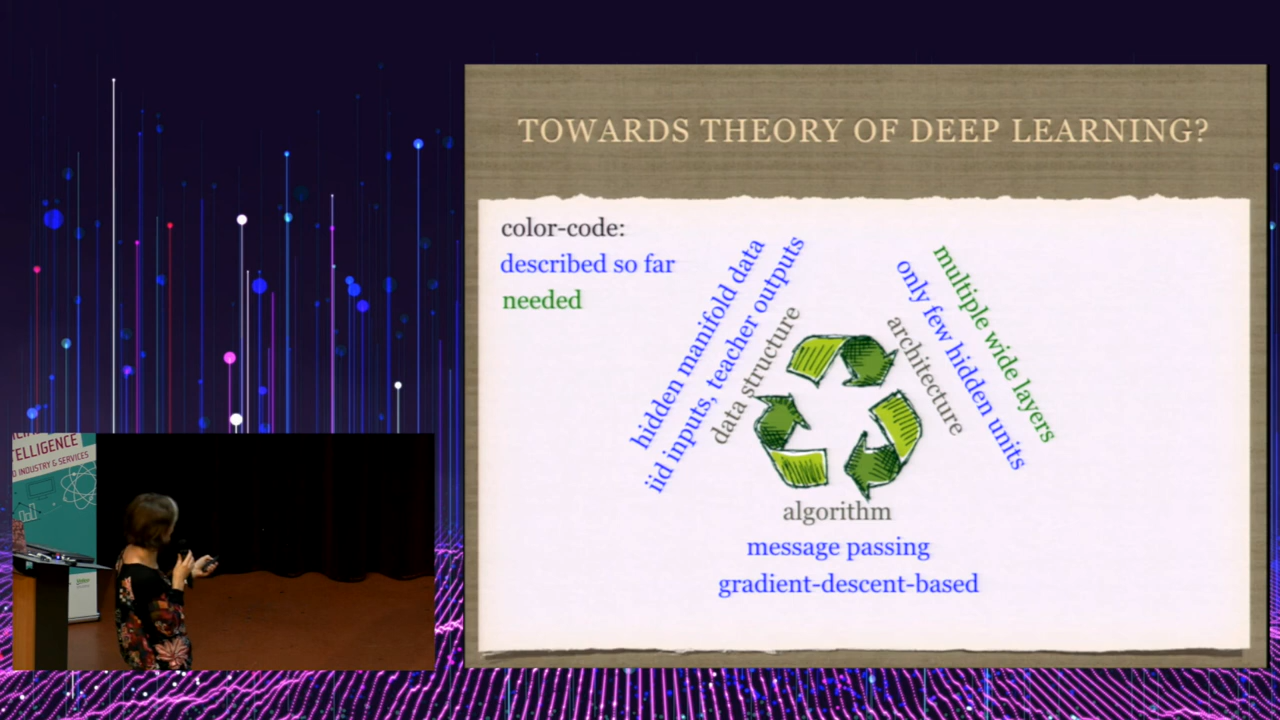 TOWARDS THEORY OF DEEP LEARNING?
color-code:
described so far
needed
hidden manifold data
iid inputs, teacher outputs
data structure
architecture
only few hidden units
multiple wide layers
algorithm
message passing
gradient-descent-based
ELLIGENCE
INDUSTRY & SERVICES